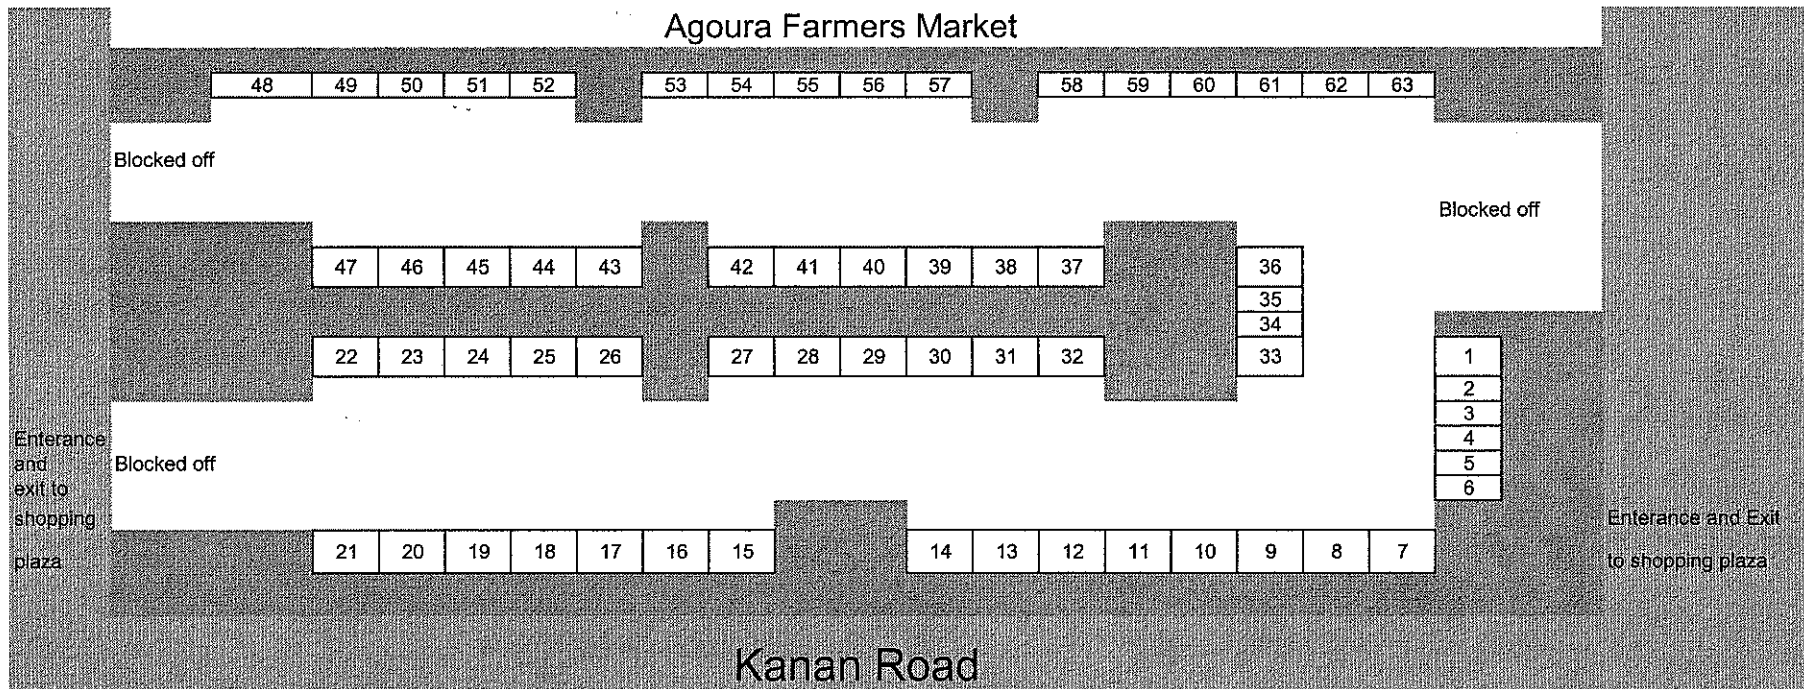 Agoura Farmers Market
48 49 50 51 52 53 54 55 56 57 58 59 60 61 62 63
Blocked off
Blocked off
47 46 45 44 43 42 41 40 39 38 37 36
35
34
22 23 24 25 26 27 28 29 30 31 32 33 1
2
3
4
5
6
Enterance
and
exit to
shopping
plaza
Blocked off
Enterance and Exit
to shopping plaza
21 20 19 18 17 16 15 14 13 12 11 10 9 8 7
Kanan Road